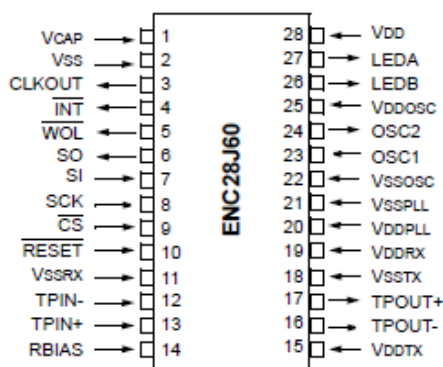 VCAP 1 28 VDD
VSS 2 27 LEDA
CLKOUT 3 26 LEDB
INT 4 25 VDDOSC
WOL 5 24 OSC2
SO 6 23 OSC1
SI 7 22 VSSOSC
SCK 8 21 VSSPLL
CS 9 20 VDDPLL
RESET 10 19 VDDRX
VSSRX 11 18 VSSTX
TPIN- 12 17 TPOUT+
TPIN+ 13 16 TPOUT-
RBIAS 14 15 VDDTX
ENC28J60